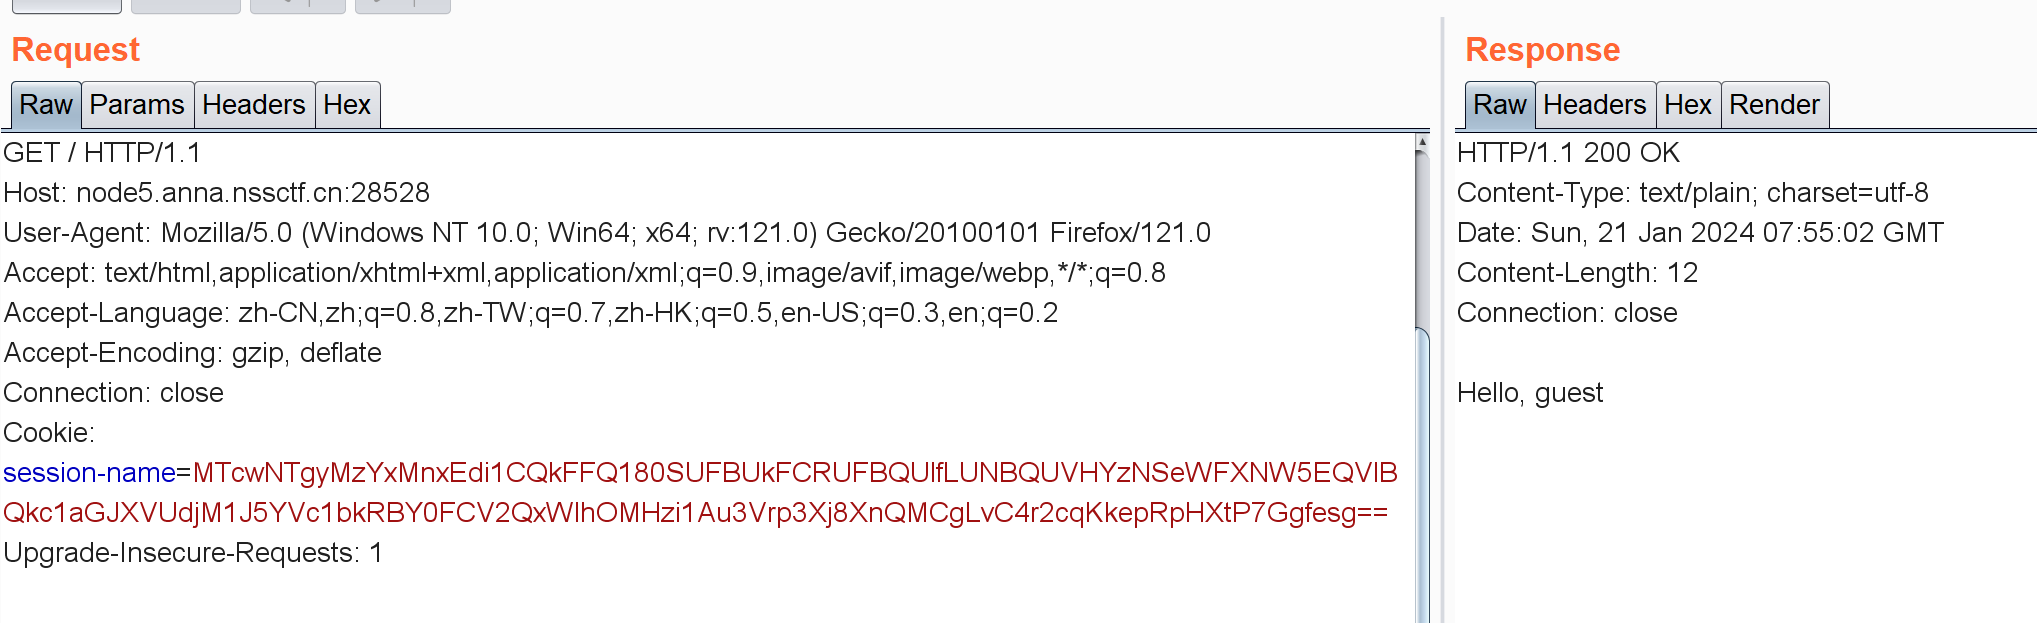 Request
Raw Params Headers Hex
GET / HTTP/1.1
Host: node5.anna.nssctf.cn:28528
User-Agent: Mozilla/5.0 (Windows NT 10.0; Win64; x64; rv:121.0) Gecko/20100101 Firefox/121.0
Accept: text/html,application/xhtml+xml,application/xml;q=0.9,image/avif,image/webp,*/*;q=0.8
Accept-Language: zh-CN,zh;q=0.8,zh-TW;q=0.7,zh-HK;q=0.5,en-US;q=0.3,en;q=0.2
Accept-Encoding: gzip, deflate
Connection: close
Cookie:
session-name=MTcwNTgyMzYxMnxEdi1CQkFFQ180SUFBUkFCRUFBQUlfLUNBQUVHYzNSeWFXNW5EQVlB
Qkc1aGJXVUdjM1J5YVc1bkRBY0FCV2QxWlhOMHzi1Au3Vrp3Xj8XnQMCgLvC4r2cqKkepRpHXtP7Ggfesg==
Upgrade-Insecure-Requests: 1
Response
Raw Headers Hex Render
HTTP/1.1 200 OK
Content-Type: text/plain; charset=utf-8
Date: Sun, 21 Jan 2024 07:55:02 GMT
Content-Length: 12
Connection: close
Hello, guest